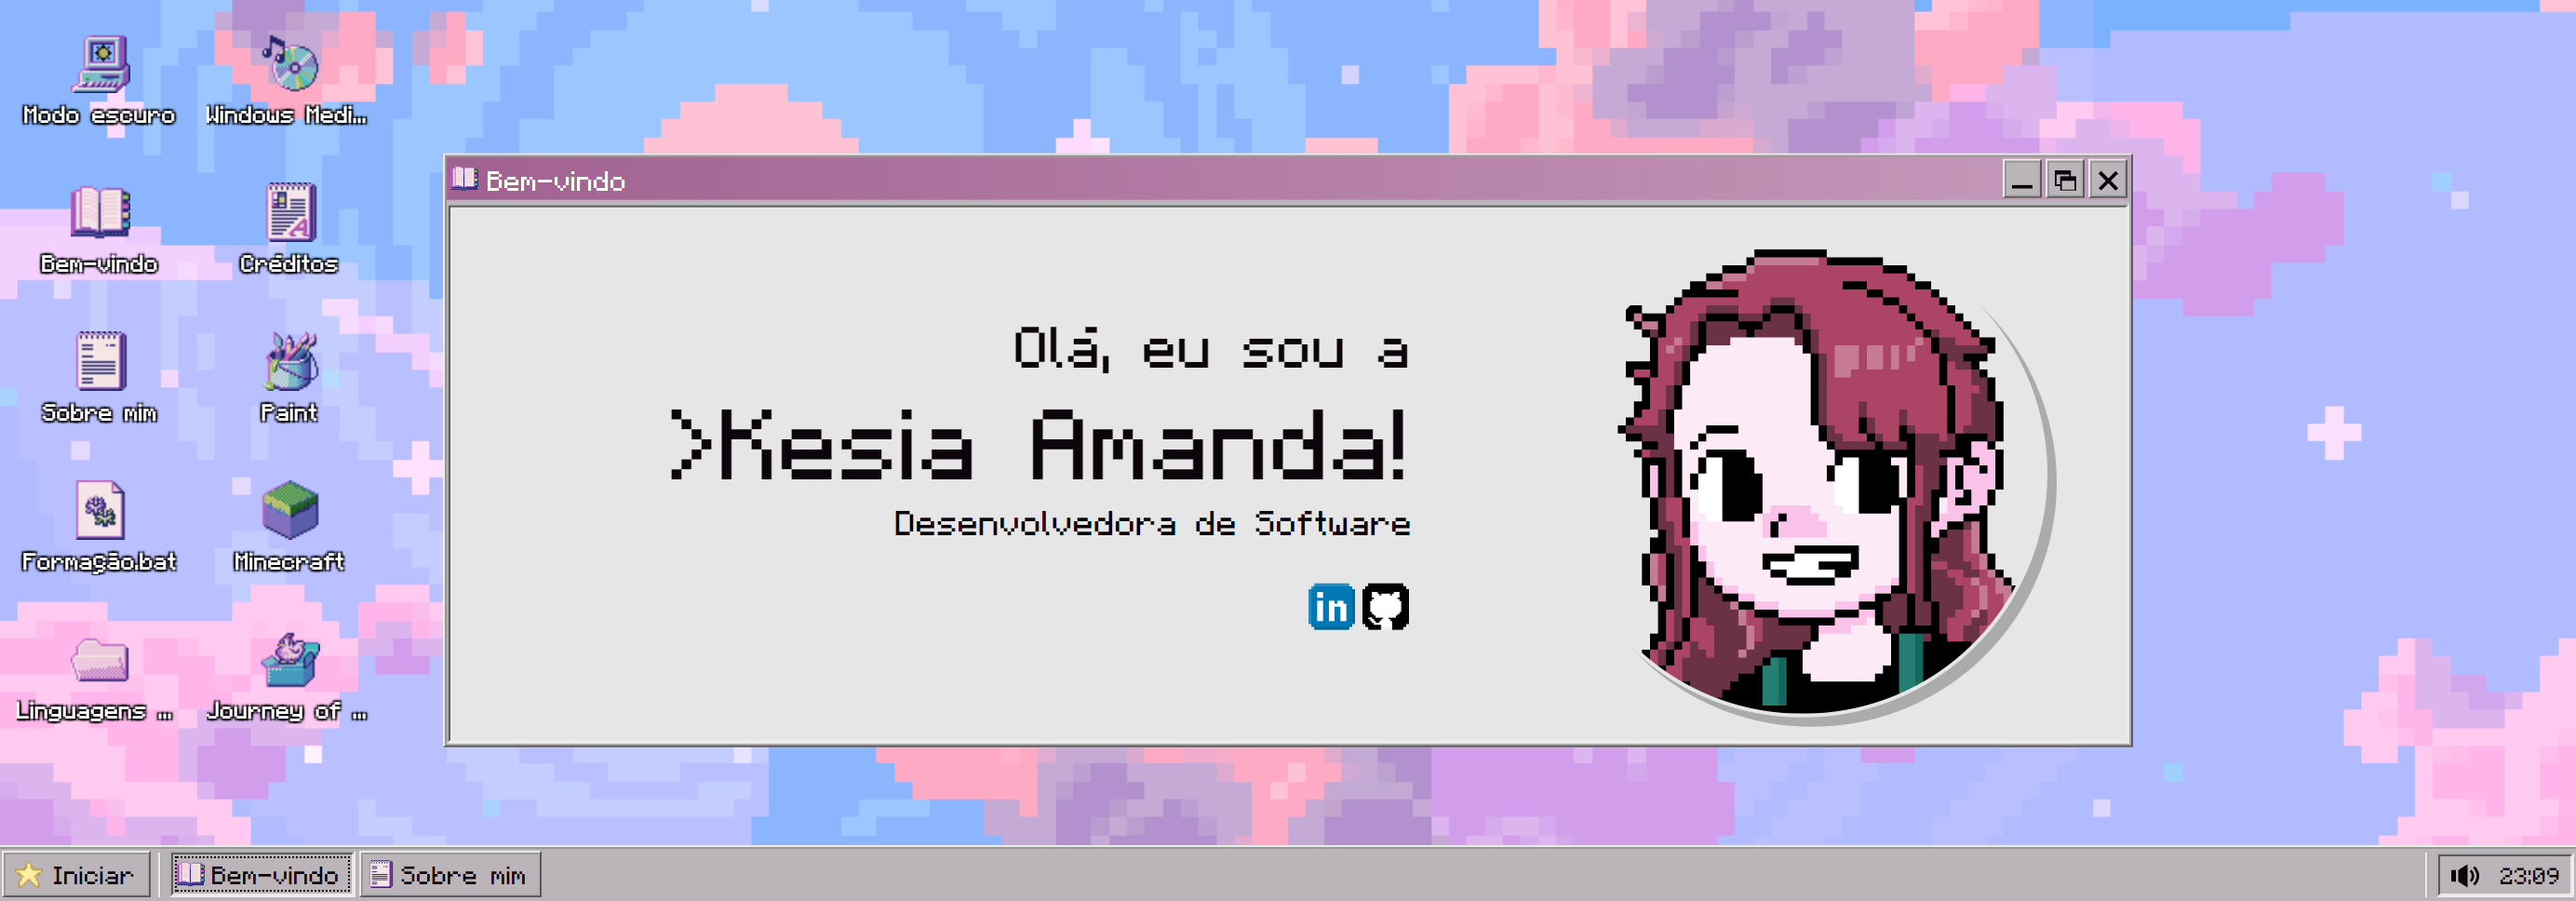 Modo escuro
Windows Medi...
Bem-vindo
Créditos
Sobre mim
Paint
Formação.bat
Minecraft
Linguagens ...
Journey of ...
Bem-vindo
Olá, eu sou a
>Kesia Amanda!
Desenvolvedora de Software
in
Iniciar
Bem-vindo
Sobre mim
23:09